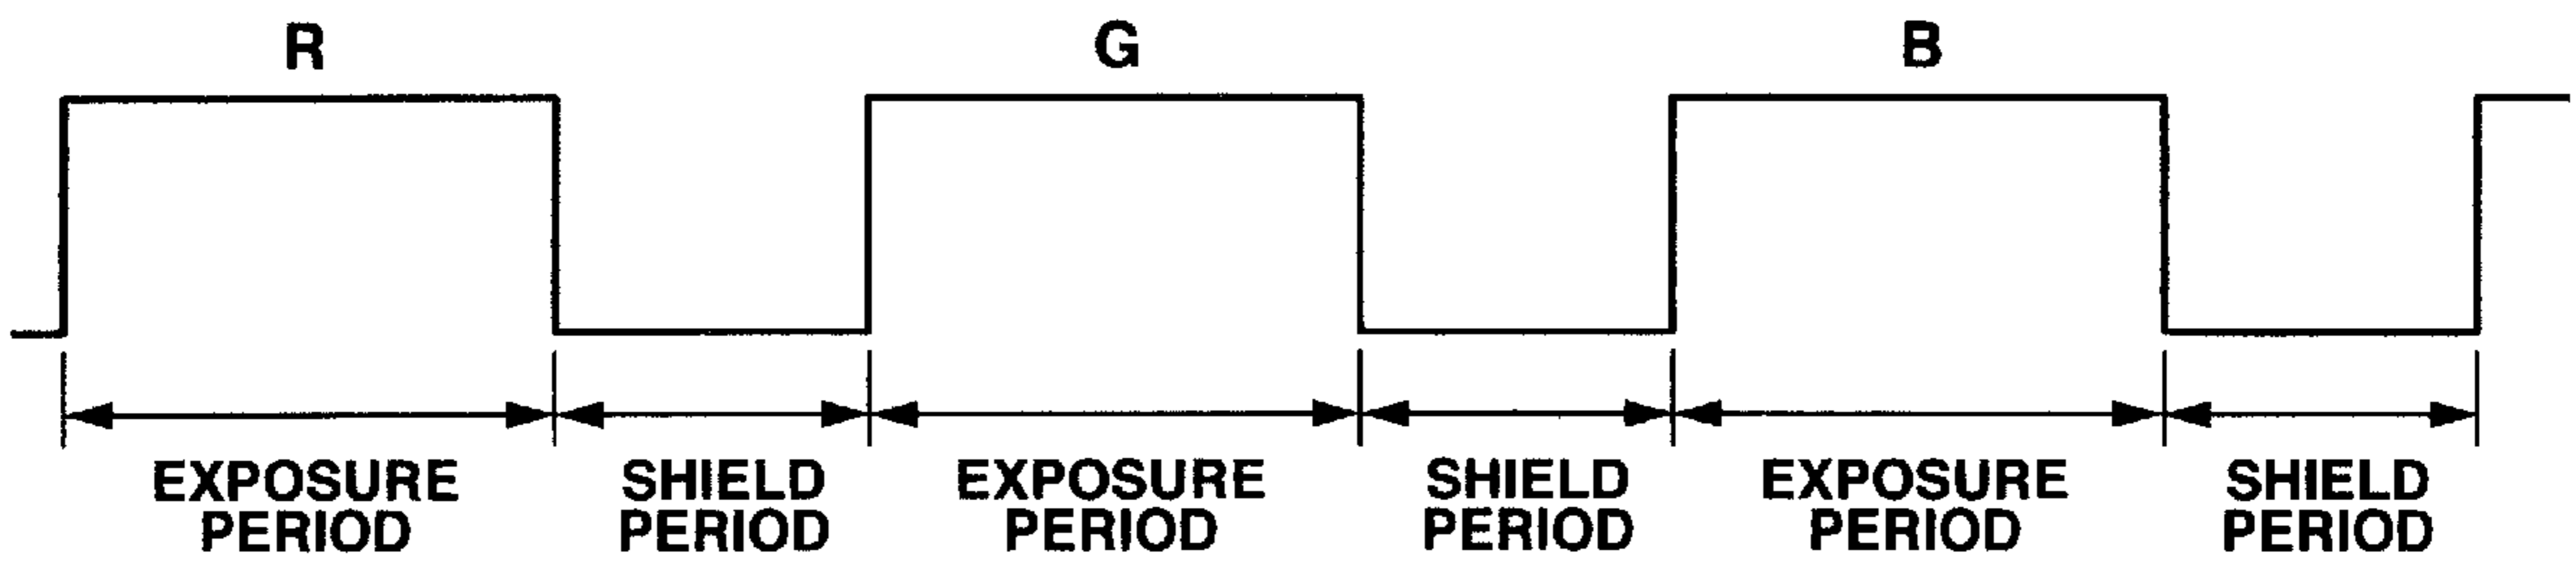 R
G
B
EXPOSURE
PERIOD
SHIELD
PERIOD
EXPOSURE
PERIOD
SHIELD
PERIOD
EXPOSURE
PERIOD
SHIELD
PERIOD